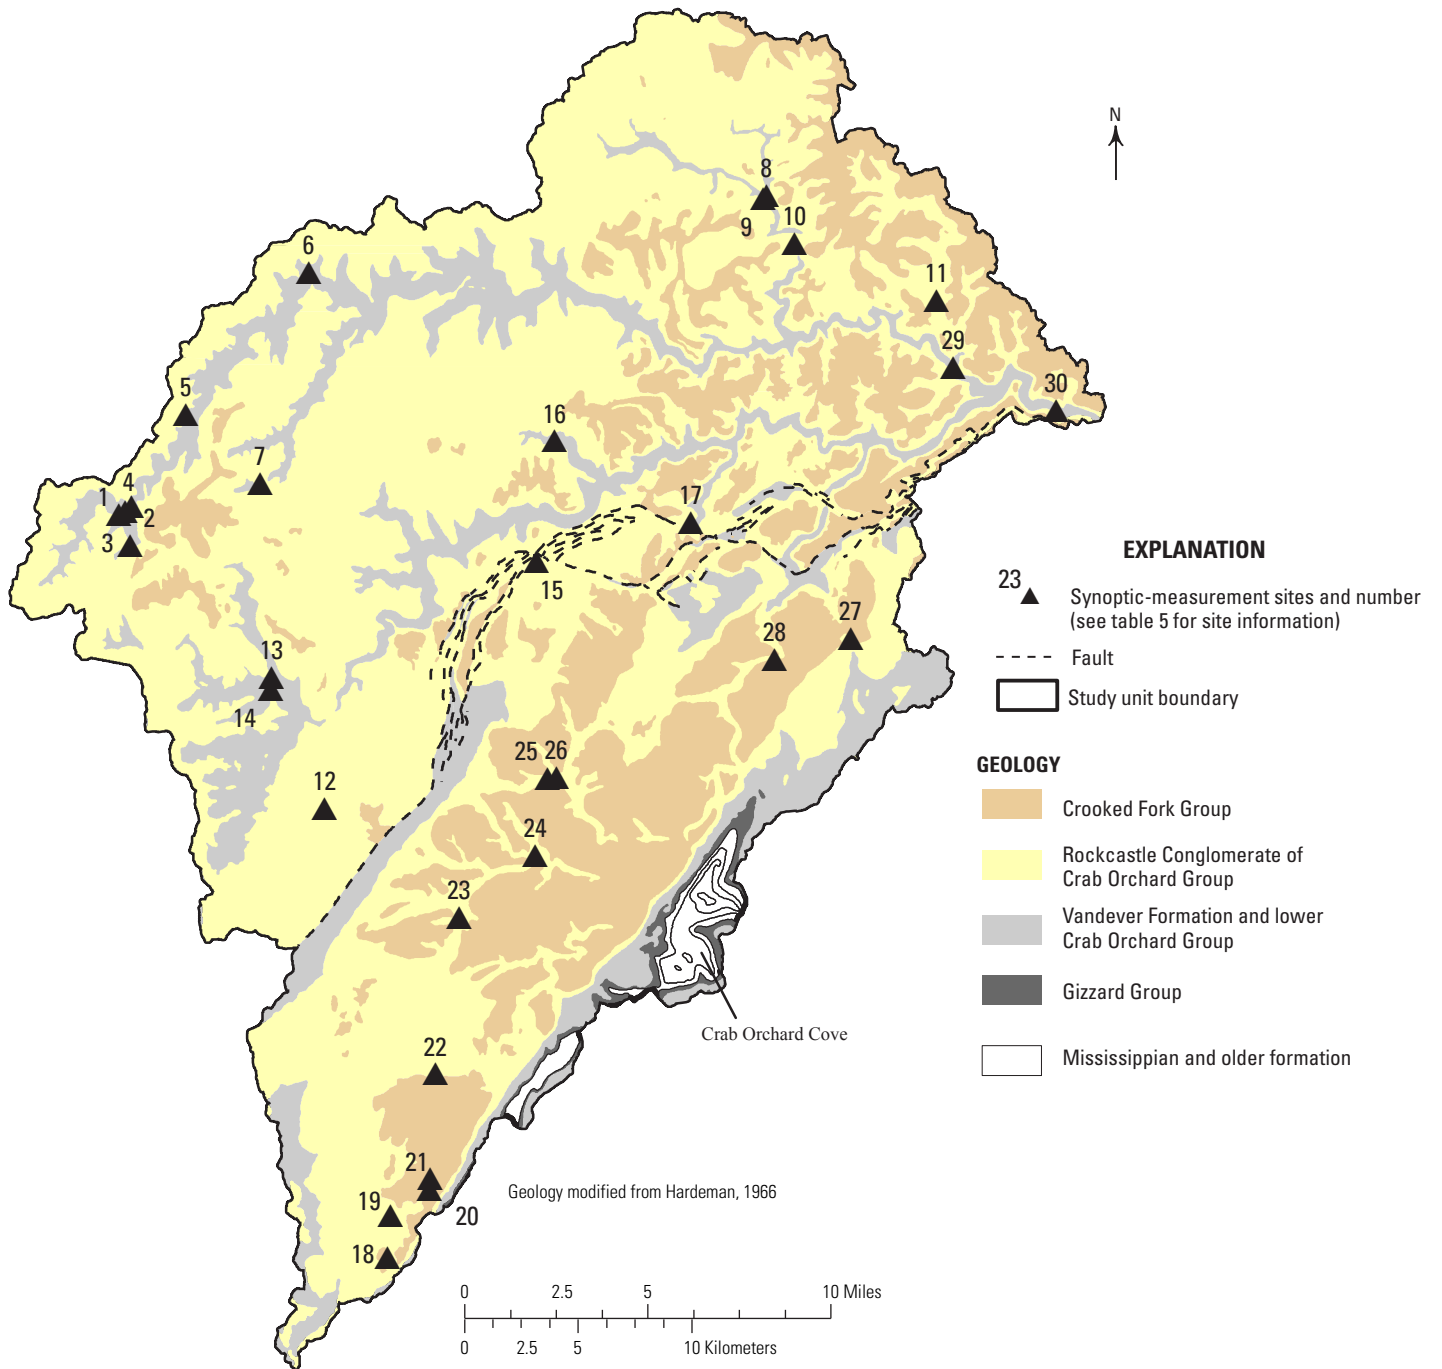 N
8
9
10
6
11
29
30
5
16
7
4
1
2
3
17
15
27
28
13
14
25 26
12
24
23
22
21
19
20
18
Crab Orchard Cove
Geology modified from Hardeman, 1966
0 2.5 5 10 Miles
0 2.5 5 10 Kilometers
EXPLANATION
23
Synoptic-measurement sites and number
(see table 5 for site information)
Fault
Study unit boundary
GEOLOGY
Crooked Fork Group
Rockcastle Conglomerate of
Crab Orchard Group
Vandever Formation and lower
Crab Orchard Group
Gizzard Group
Mississippian and older formation